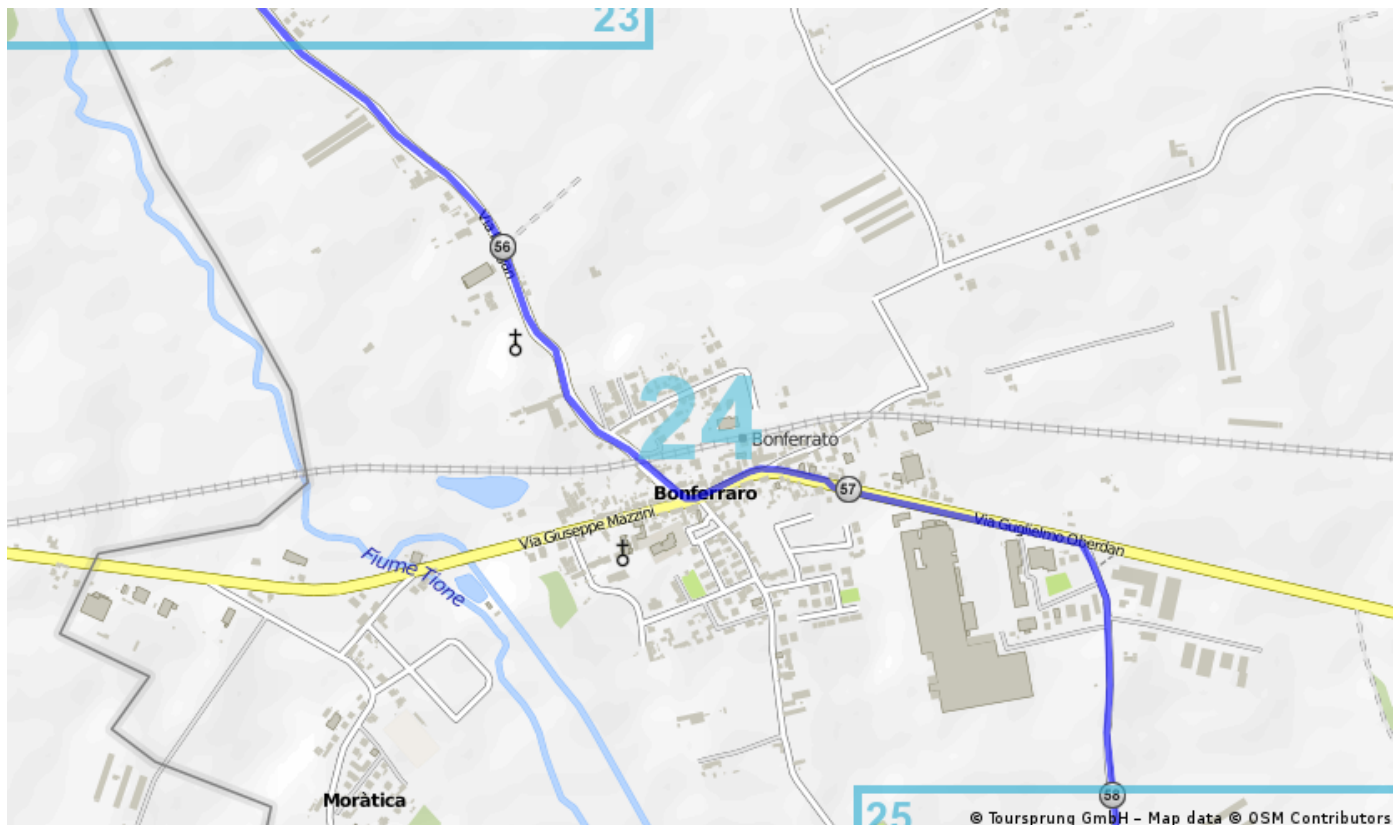 23
56
24
Bonferrato
57
Bonferraro
Via Giuseppe Mazzini
Via Guglielmo Oberdan
Fiume Tione
58
Moràtica
25
© Toursprung GmbH – Map data © OSM Contributors